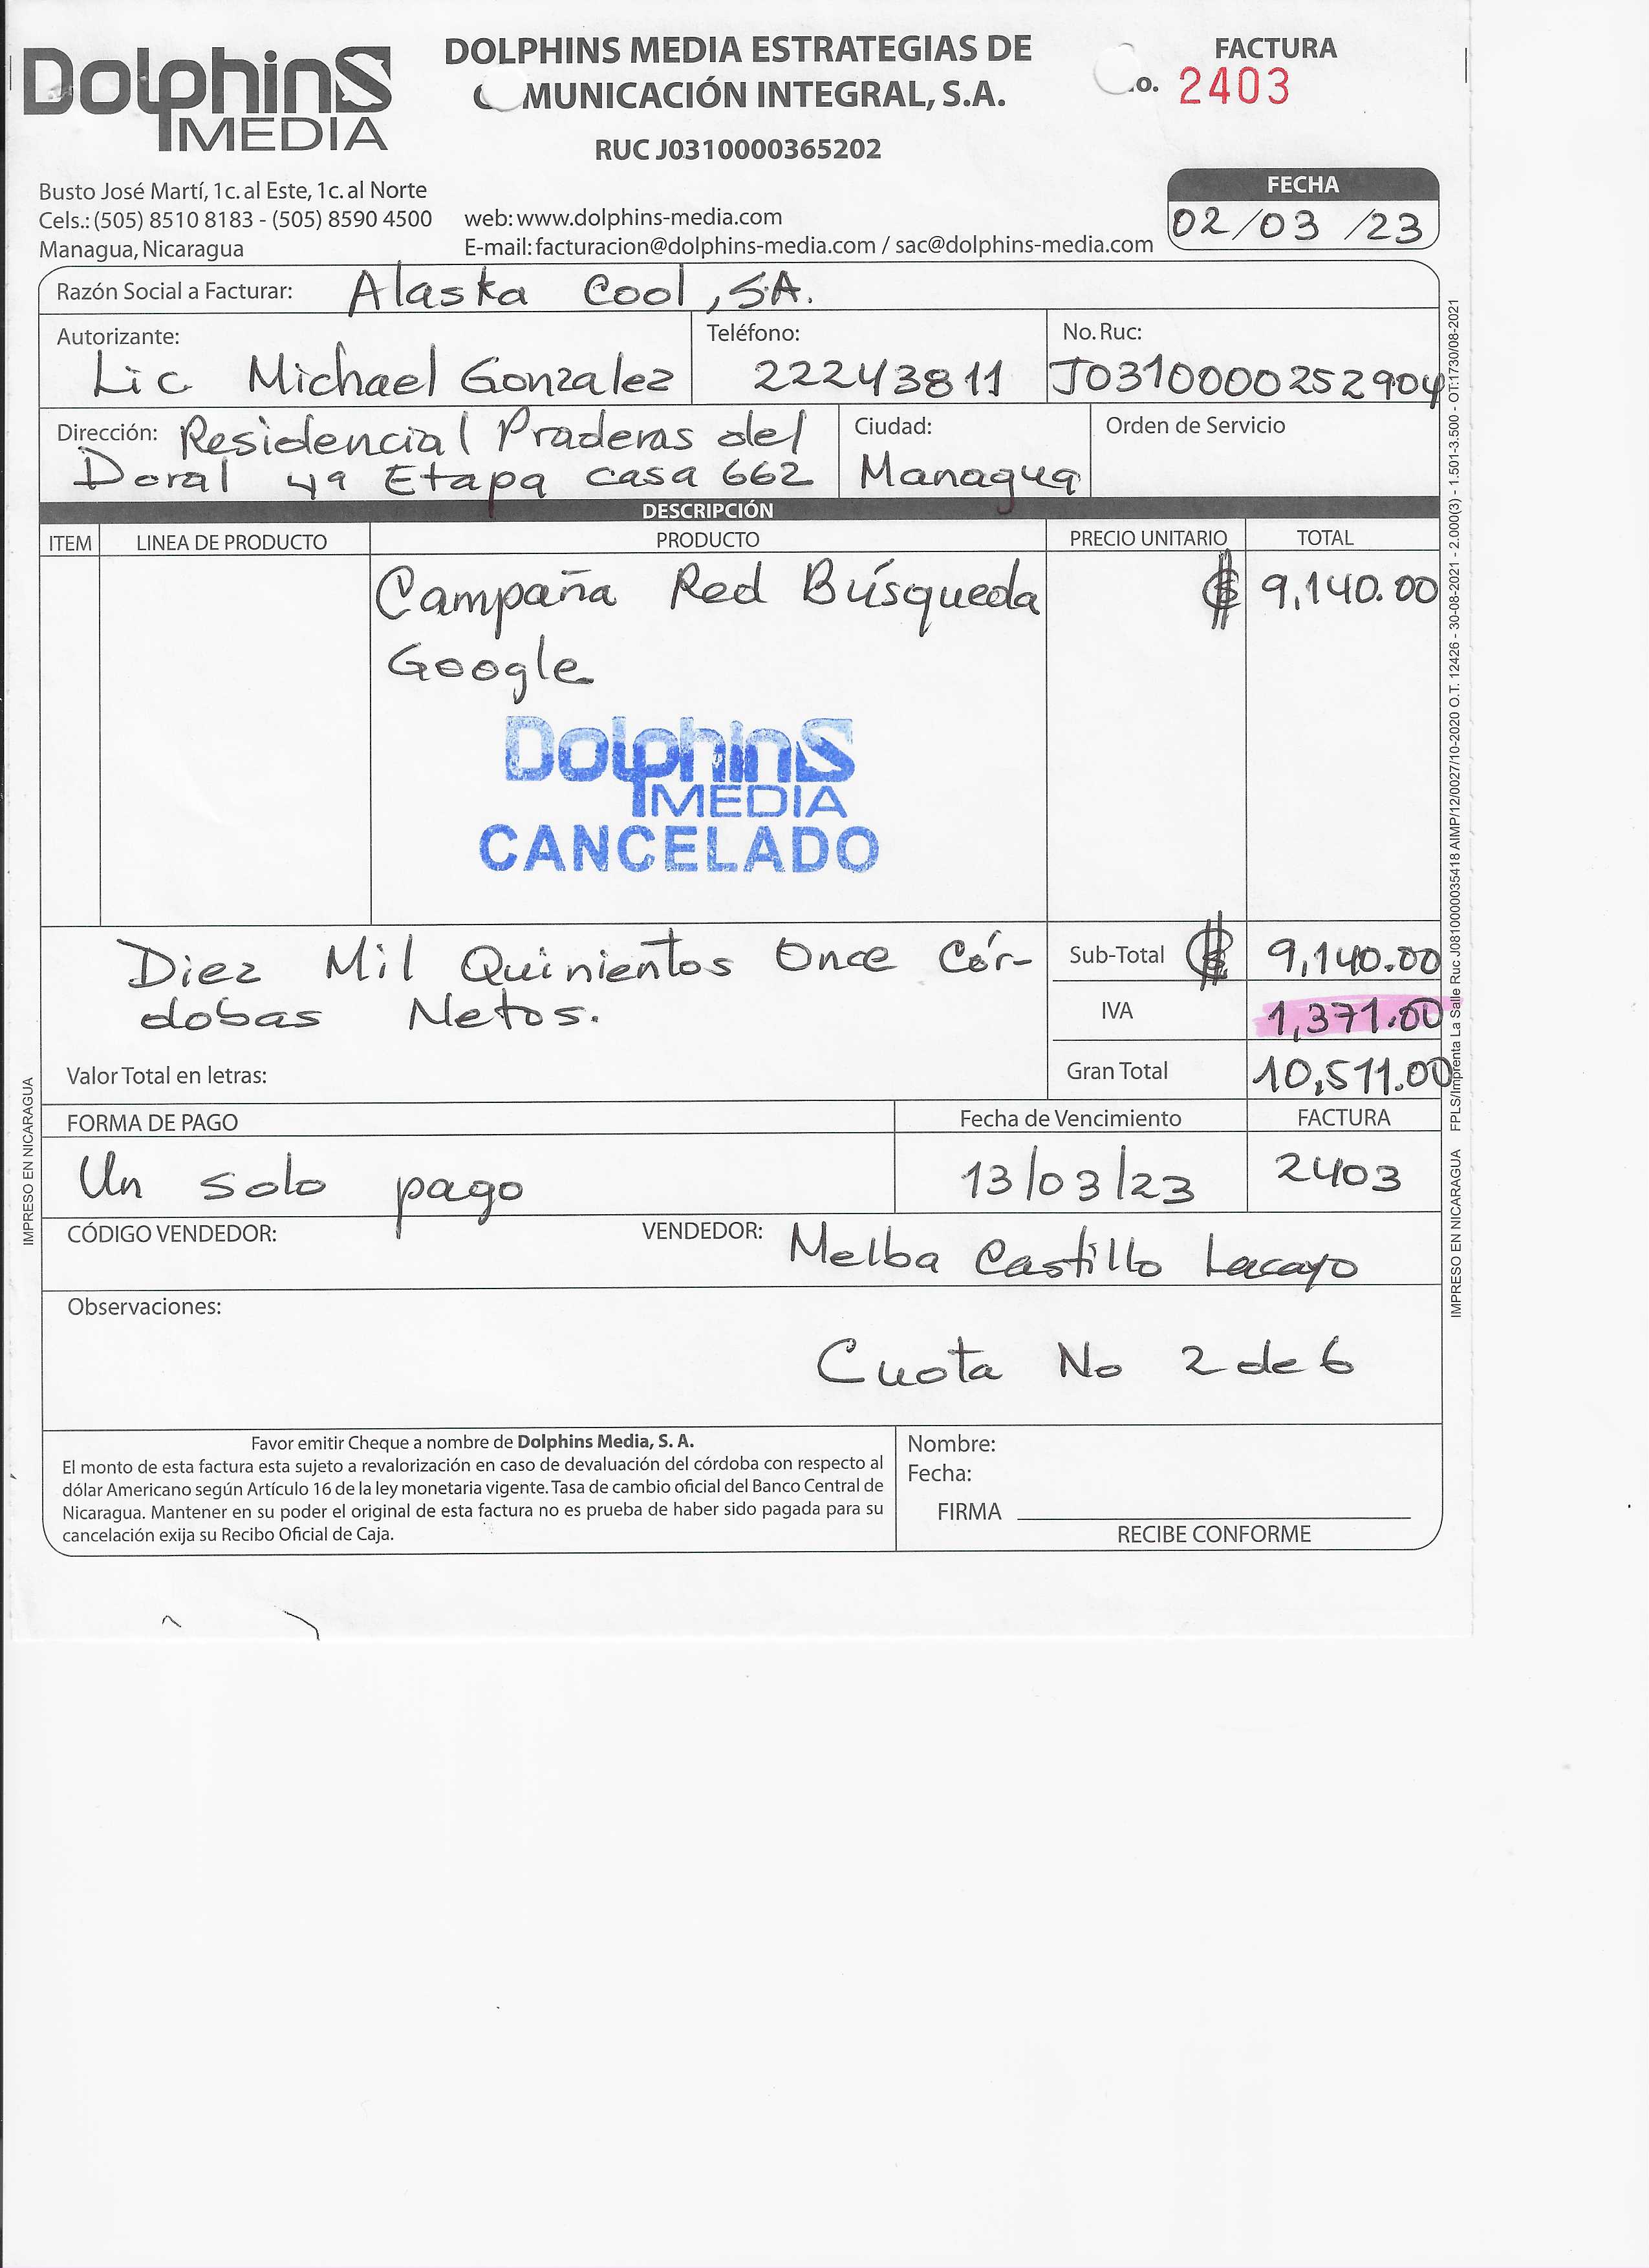 DolphinS
MEDIA
DOLPHINS MEDIA ESTRATEGIAS DE
MUNICACIÓN INTEGRAL, S.A.
RUC J0310000365202
FACTURA
o. 2403
Busto José Martí, 1c. al Este, 1c. al Norte
Cels.: (505) 8510 8183 - (505) 8590 4500
Managua, Nicaragua
web: www.dolphins-media.com
E-mail: facturacion@dolphins-media.com / sac@dolphins-media.com
FECHA
02/03/23
Razón Social a Facturar: Alaska Cool, S.A.
Autorizante:
Lic Michael Gonzalez
Teléfono:
22243811
No. Ruc:
J0310000252904
Dirección: Residencial Praderas del
Doral 4ª Etapa casa 662
Ciudad:
Managua
Orden de Servicio
DESCRIPCIÓN
ITEM LINEA DE PRODUCTO PRODUCTO PRECIO UNITARIO TOTAL
Campaña Red Búsqueda C$ 9,140.00
Google
DolphinS
MEDIA
CANCELADO
Diez Mil Quinientos Once Cór-
dobas Netos.
Valor Total en letras:
Sub-Total C$ 9,140.00
IVA 1,371.00
Gran Total 10,511.00
FORMA DE PAGO Fecha de Vencimiento FACTURA
Un solo pago 13/03/23 2403
CÓDIGO VENDEDOR: VENDEDOR: Melba Castillo Lacayo
Observaciones:
Cuota No 2 de 6
Favor emitir Cheque a nombre de Dolphins Media, S. A.
El monto de esta factura esta sujeto a revalorización en caso de devaluación del córdoba con respecto al
dólar Americano según Artículo 16 de la ley monetaria vigente. Tasa de cambio oficial del Banco Central de
Nicaragua. Mantener en su poder el original de esta factura no es prueba de haber sido pagada para su
cancelación exija su Recibo Oficial de Caja.
Nombre:
Fecha:
FIRMA
RECIBE CONFORME
IMPRESO EN NICARAGUA
IMPRESO EN NICARAGUA FPLS/Imprenta La Salle Ruc J0810000035418 AIMP/12/0027/10-2020 O.T. 12426 - 30-08-2021 - 2.000(3) - 1.501-3.500 - OT:1730/08-2021